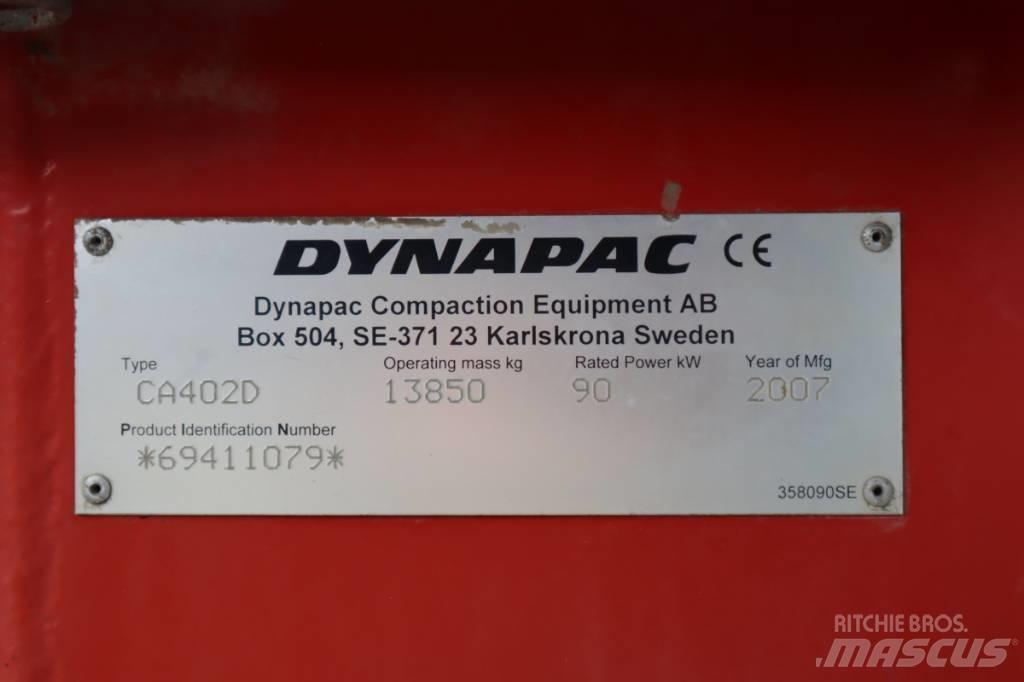 DYNAPAC CE
Dynapac Compaction Equipment AB
Box 504, SE-371 23 Karlskrona Sweden
Type Operating mass kg Rated Power kW Year of Mfg
CA402D 13850 90 2007
Product Identification Number
*69411079*
358090SE
RITCHIE BROS.
MASCUS